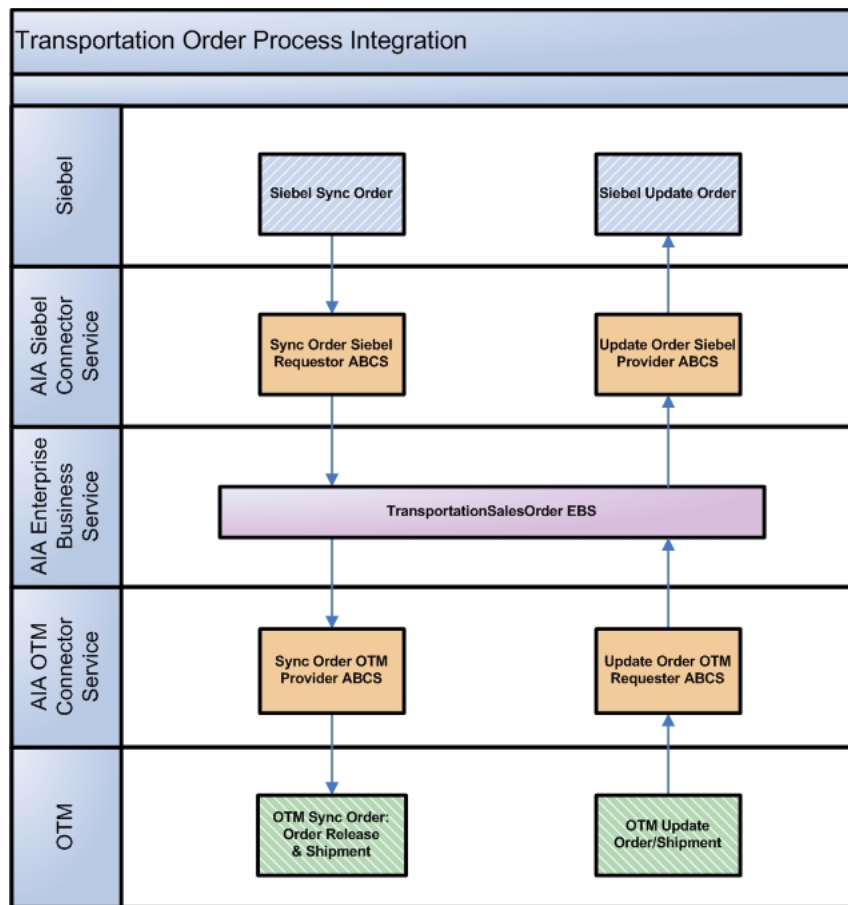 Transportation Order Process Integration
Siebel
Siebel Sync Order
Siebel Update Order
AIA Siebel
Connector
Service
Sync Order Siebel
Requestor ABCS
Update Order Siebel
Provider ABCS
AIA Enterprise
Business
Service
TransportationSalesOrder EBS
AIA OTM
Connector
Service
Sync Order OTM
Provider ABCS
Update Order OTM
Requester ABCS
OTM
OTM Sync Order:
Order Release
& Shipment
OTM Update
Order/Shipment